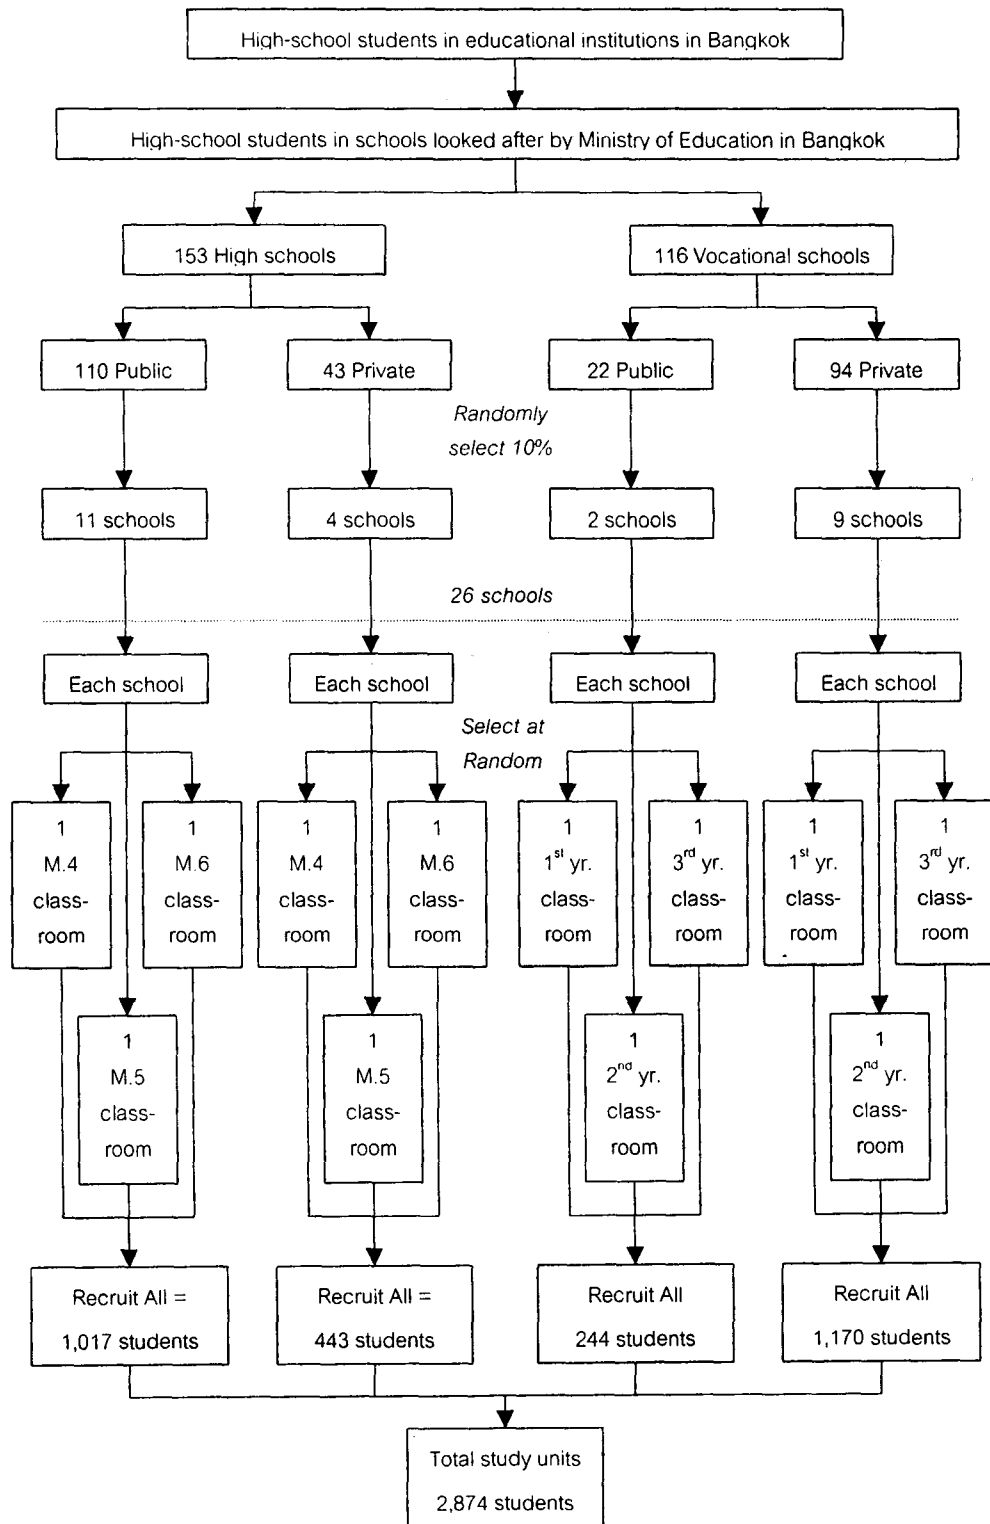 High-school students in educational institutions in Bangkok
High-school students in schools looked after by Ministry of Education in Bangkok
153 High schools
116 Vocational schools
110 Public
43 Private
22 Public
94 Private
Randomly
select 10%
11 schools
4 schools
2 schools
9 schools
26 schools
Each school
Each school
Each school
Each school
Select at
Random
1
M.4
class-
room
1
M.6
class-
room
1
M.4
class-
room
1
M.6
class-
room
1
1st yr.
class-
room
1
3rd yr.
class-
room
1
1st yr.
class-
room
1
3rd yr.
class-
room
1
M.5
class-
room
1
M.5
class-
room
1
2nd yr.
class-
room
1
2nd yr.
class-
room
Recruit All =
1,017 students
Recruit All =
443 students
Recruit All
244 students
Recruit All
1,170 students
Total study units
2,874 students